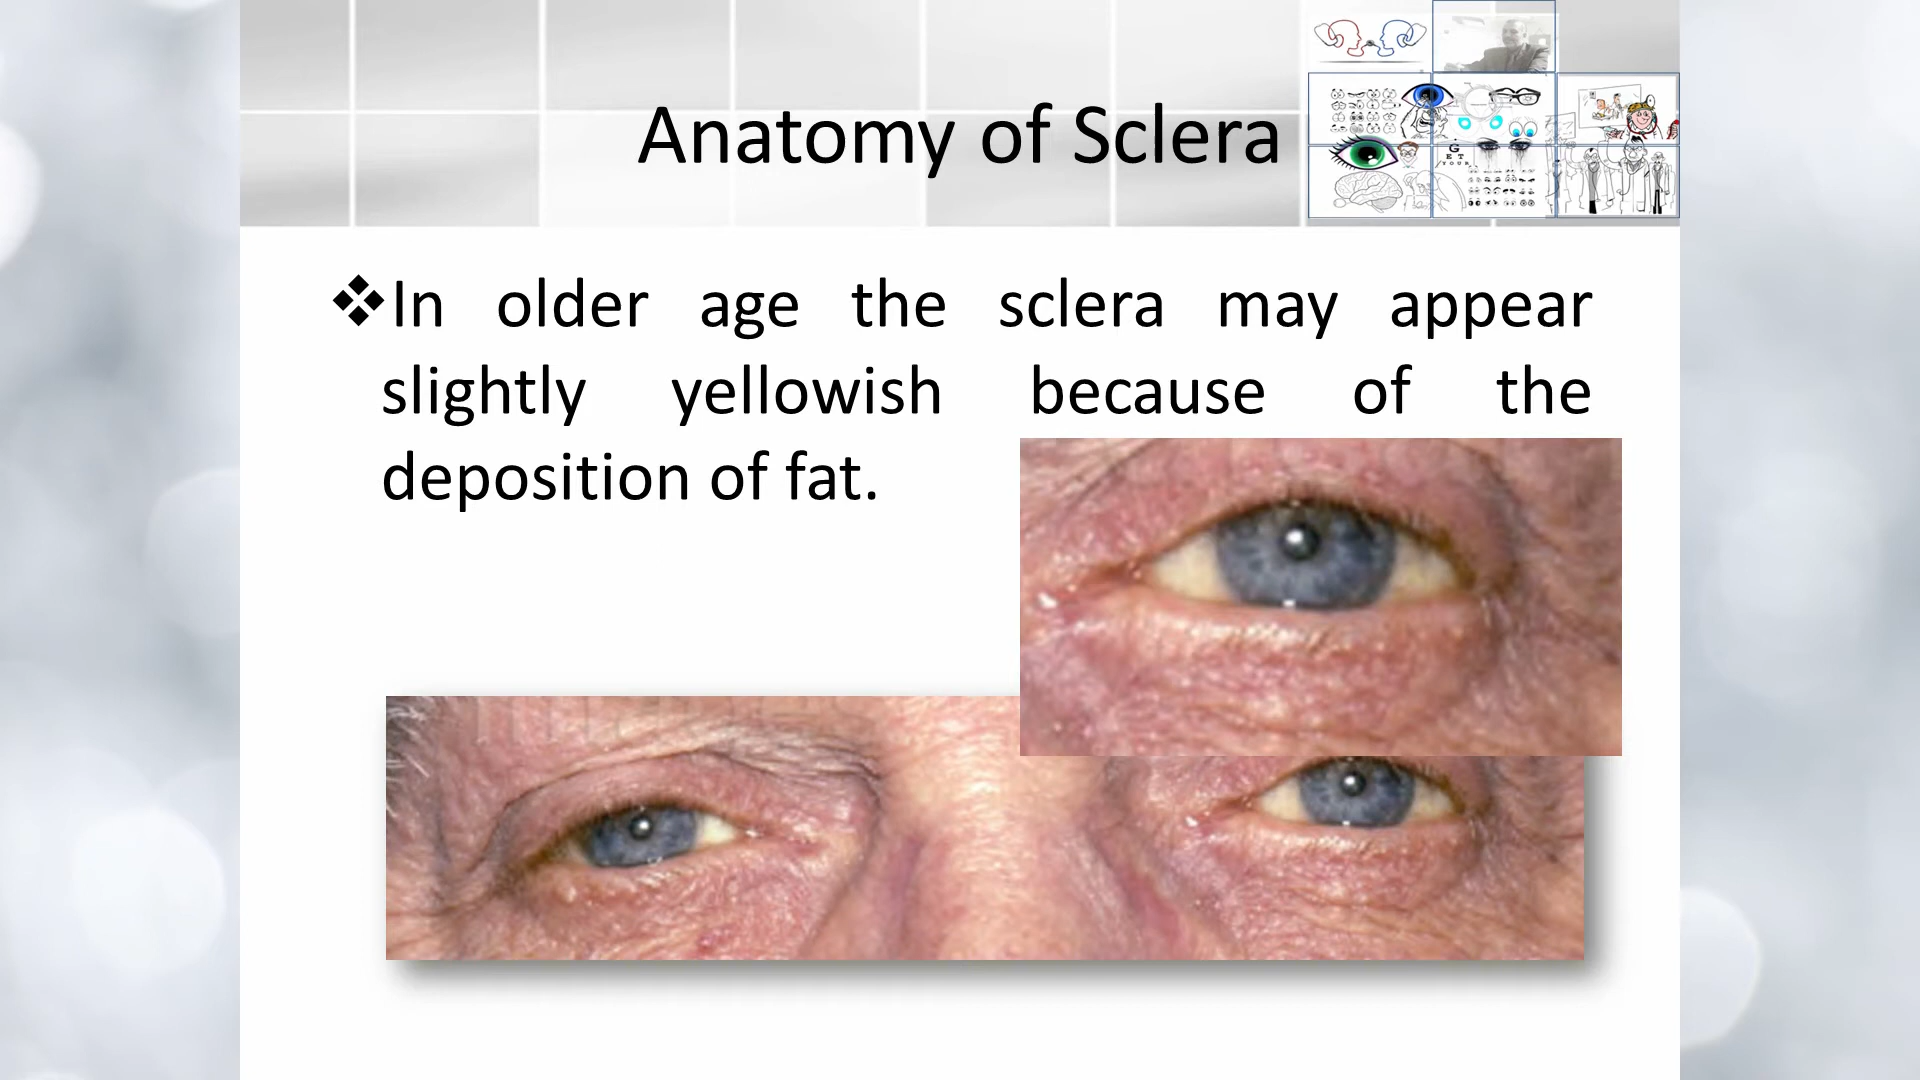 Anatomy of Sclera
G
E T
Y O U R
❖In older age the sclera may appear
slightly yellowish because of the
deposition of fat.